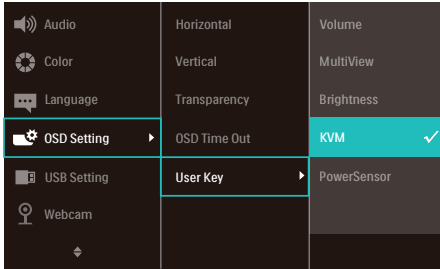 Audio
Color
Language
OSD Setting
USB Setting
Webcam
Horizontal
Vertical
Transparency
OSD Time Out
User Key
Volume
MultiView
Brightness
KVM
PowerSensor